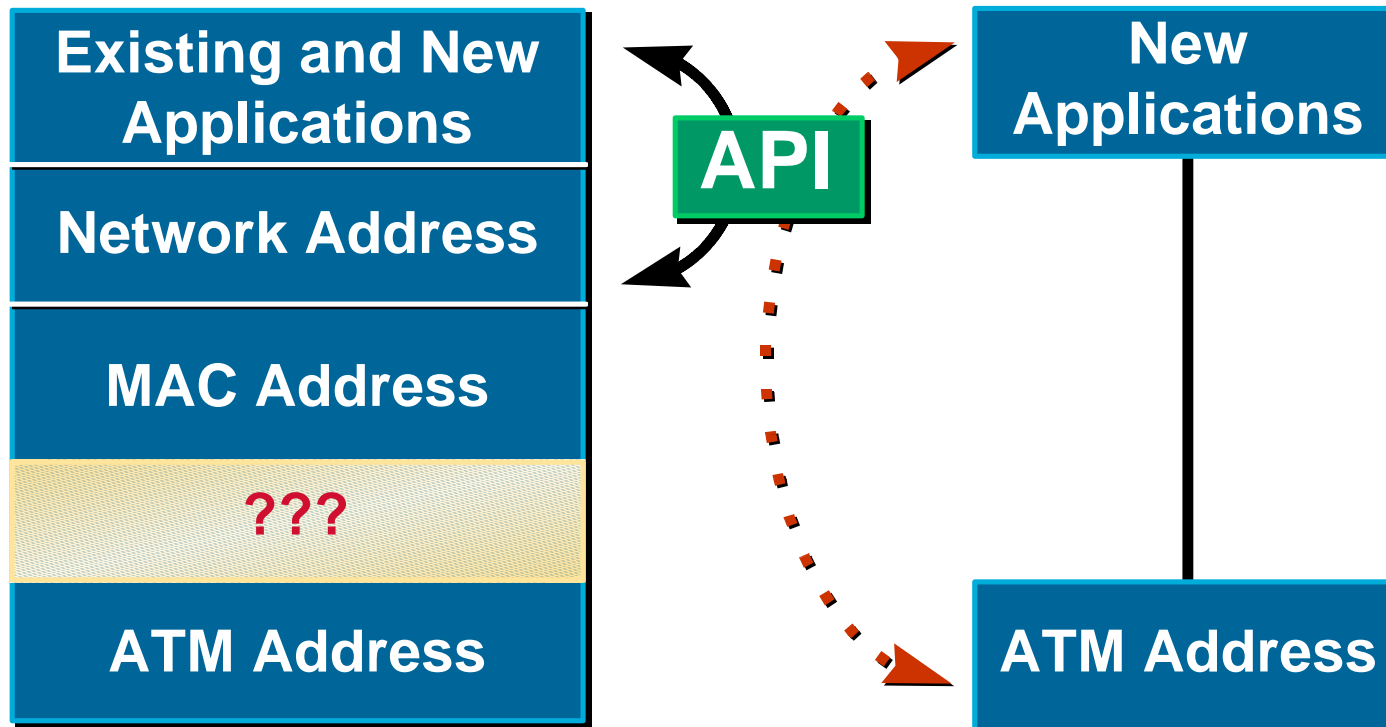 Existing and New
Applications
Network Address
MAC Address
???
ATM Address
API
New
Applications
ATM Address